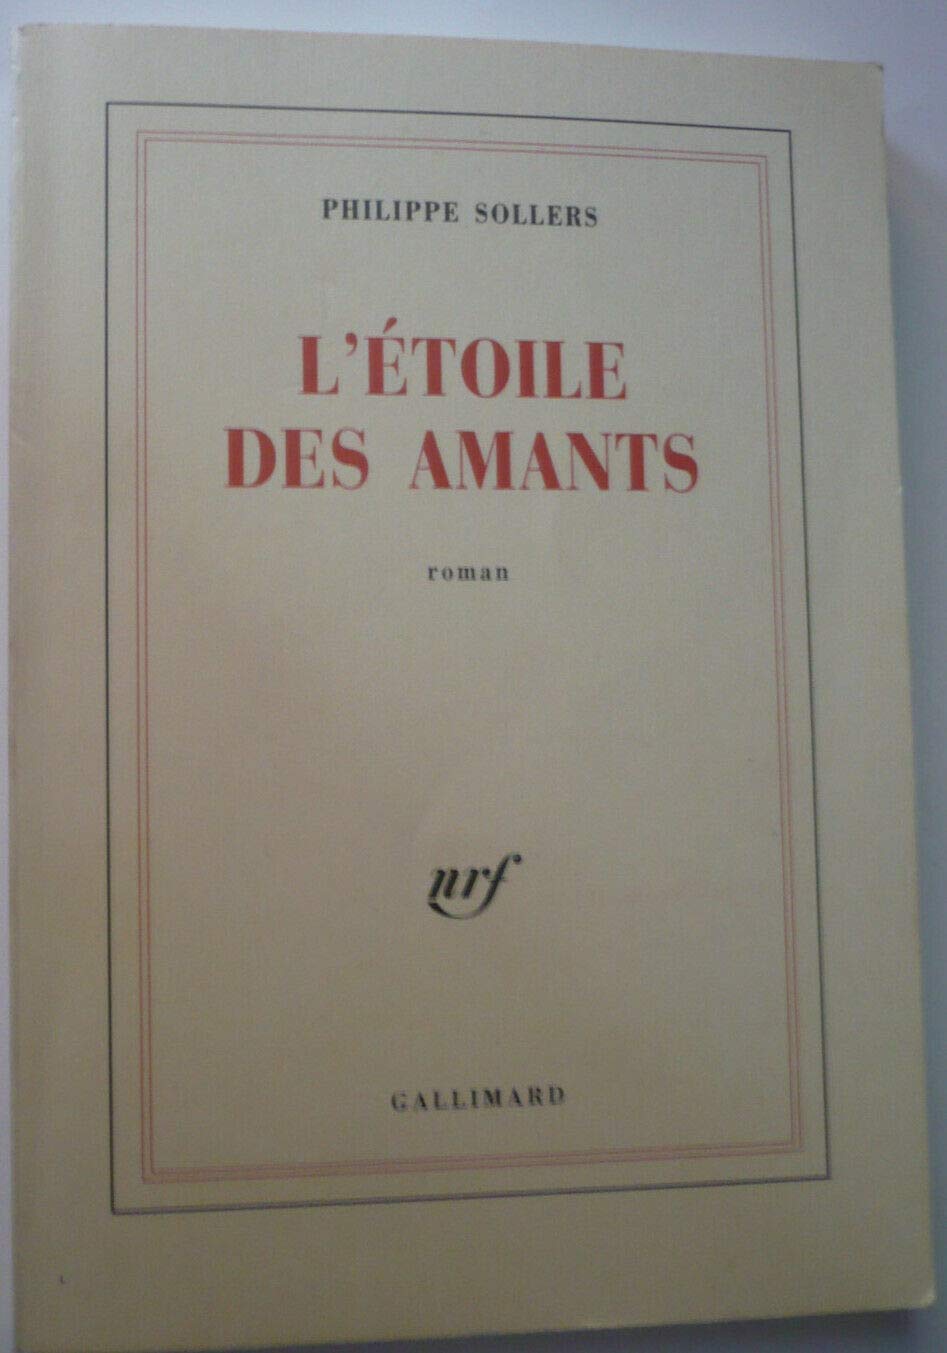 PHILIPPE SOLLERS
L'ÉTOILE
DES AMANTS
roman
nrf
GALLIMARD